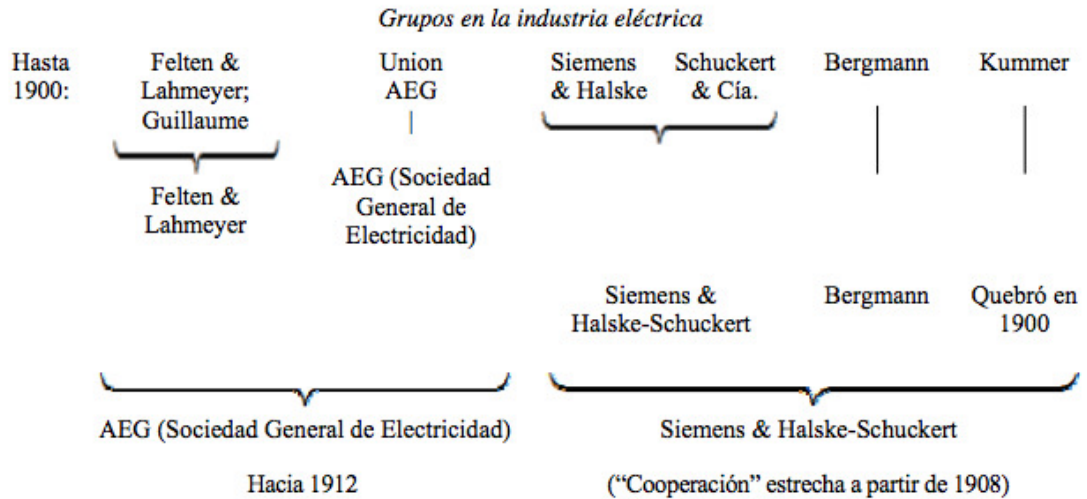 Grupos en la industria eléctrica
Hasta 1900:
Felten &
Lahmeyer;
Guillaume
Union
AEG
Siemens
& Halske
Schuckert
& Cía.
Bergmann
Kummer
Felten &
Lahmeyer
AEG (Sociedad
General de
Electricidad)
Siemens &
Halske-Schuckert
Bergmann
Quebró en
1900
AEG (Sociedad General de Electricidad)
Siemens & Halske-Schuckert
Hacia 1912
(“Cooperación” estrecha a partir de 1908)